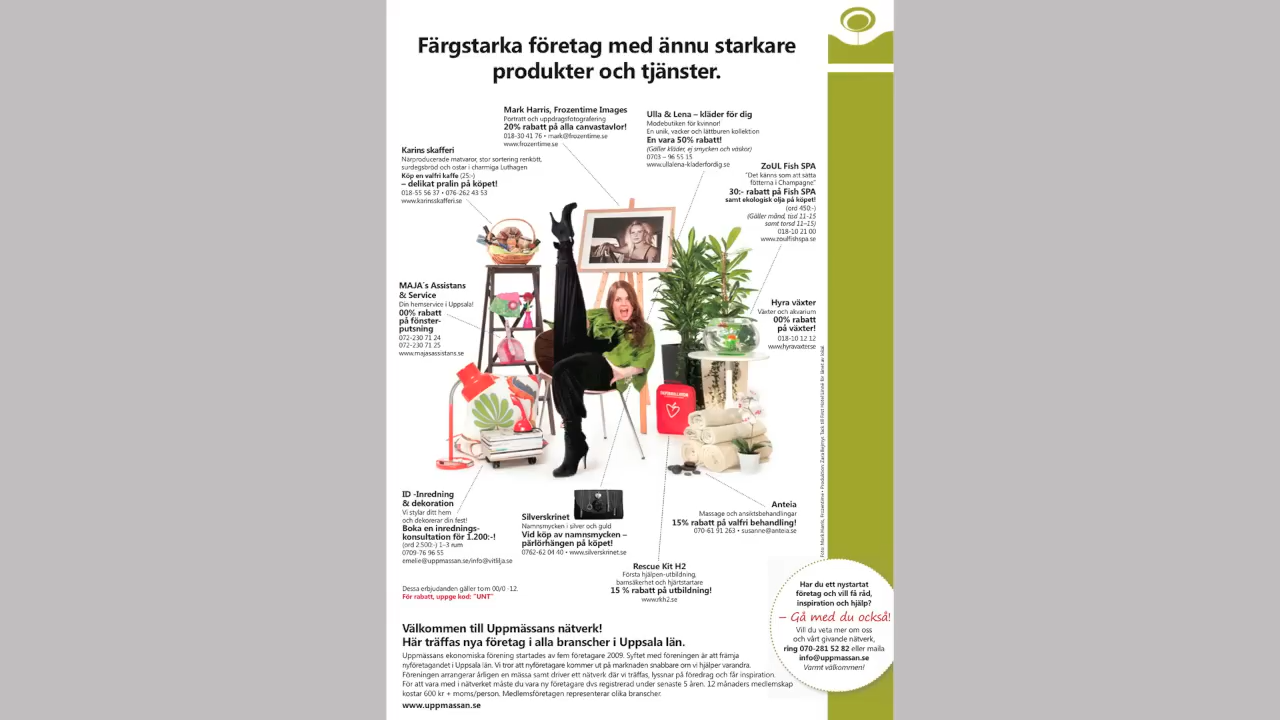 Färgstarka företag med ännu starkare
produkter och tjänster.
Mark Harris, Frozentime Images
Porträtt och uppdragsfotografering
20% rabatt på alla canvastavlor!
018-30 41 76 • mark@frozentime.se
www.frozentime.se
Ulla & Lena – kläder för dig
Modebutiken för kvinnor!
En unik, vacker och lättburen kollektion
En vara 50% rabatt!
(Gäller kläder, ej smycken och väskor)
0703 – 96 55 15
www.ullalena-kladerfordig.se
Karins skafferi
Närproducerade matvaror, stor sortering renkött,
surdegsbröd och ostar i charmiga Luthagen
Köp en valfri kaffe (25:-)
– delikat pralin på köpet!
018-55 56 37 • 076-262 43 53
www.karinsskafferi.se
ZoUL Fish SPA
"Det känns som att sätta
fötterna i Champagne"
30:- rabatt på Fish SPA
samt ekologisk olja på köpet!
(ord 450:-)
(Gäller månd, tisd 11-15
samt torsd 11–15)
018-10 21 00
www.zoulfishspa.se
MAJA´s Assistans
& Service
Din hemservice i Uppsala!
00% rabatt
på fönster-
putsning
072-230 71 24
072-230 71 25
www.majasassistans.se
Hyra växter
Växter och akvarium
00% rabatt
på växter!
018-10 12 12
www.hyravaxter.se
ID -Inredning
& dekoration
Vi stylar ditt hem
och dekorerar din fest!
Boka en inrednings-
konsultation för 1.200:-!
(ord 2.500:-) 1–3 rum
0709-76 96 55
emelie@uppmassan.se/info@vitlilja.se
Silverskrinet
Namnsmycken i silver och guld
Vid köp av namnsmycken –
pärlörhängen på köpet!
0762-62 04 40 • www.silverskrinet.se
Anteia
Massage och ansiktsbehandlingar
15% rabatt på valfri behandling!
070-61 91 263 • susanne@anteia.se
Rescue Kit H2
Första hjälpen-utbildning,
barnsäkerhet och hjärtstartare
15 % rabatt på utbildning!
www.rkh2.se
Dessa erbjudanden gäller tom 00/0 -12.
För rabatt, uppge kod: "UNT"
Välkommen till Uppmässans nätverk!
Här träffas nya företag i alla branscher i Uppsala län.
Uppmässans ekonomiska förening startades av fem företagare 2009. Syftet med föreningen är att främja
nyföretagandet i Uppsala län. Vi tror att nyföretagare kommer ut på marknaden snabbare om vi hjälper varandra.
Föreningen arrangerar årligen en mässa samt driver ett nätverk där vi träffas, lyssnar på föredrag och får inspiration.
För att vara med i nätverket måste du vara ny företagare dvs registrerad under senaste 5 åren. 12 månaders medlemskap
kostar 600 kr + moms/person. Medlemsföretagen representerar olika branscher.
www.uppmassan.se
Har du ett nystartat
företag och vill få råd,
inspiration och hjälp?
– Gå med du också!
Vill du veta mer om oss
och vårt givande nätverk,
ring 070-281 52 82 eller maila
info@uppmassan.se
Varmt välkommen!